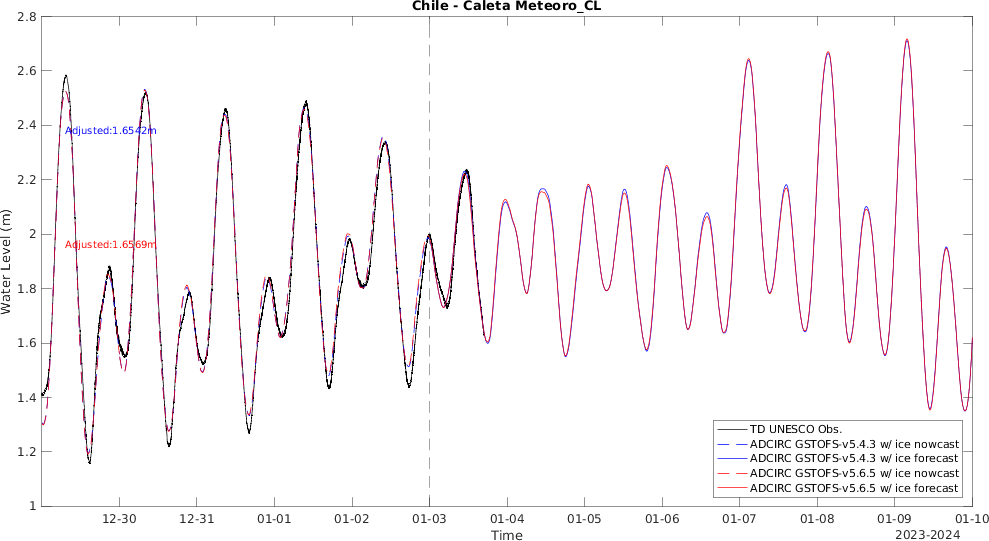 Chile - Caleta Meteoro_CL
2.8
2.6
2.4
2.2
2
1.8
1.6
1.4
1.2
1
Water Level (m)
Adjusted:1.6542m
Adjusted:1.6569m
TD UNESCO Obs.
ADCIRC GSTOFS-v5.4.3 w/ ice nowcast
ADCIRC GSTOFS-v5.4.3 w/ ice forecast
ADCIRC GSTOFS-v5.6.5 w/ ice nowcast
ADCIRC GSTOFS-v5.6.5 w/ ice forecast
12-30 12-31 01-01 01-02 01-03 01-04 01-05 01-06 01-07 01-08 01-09 01-10
Time
2023-2024